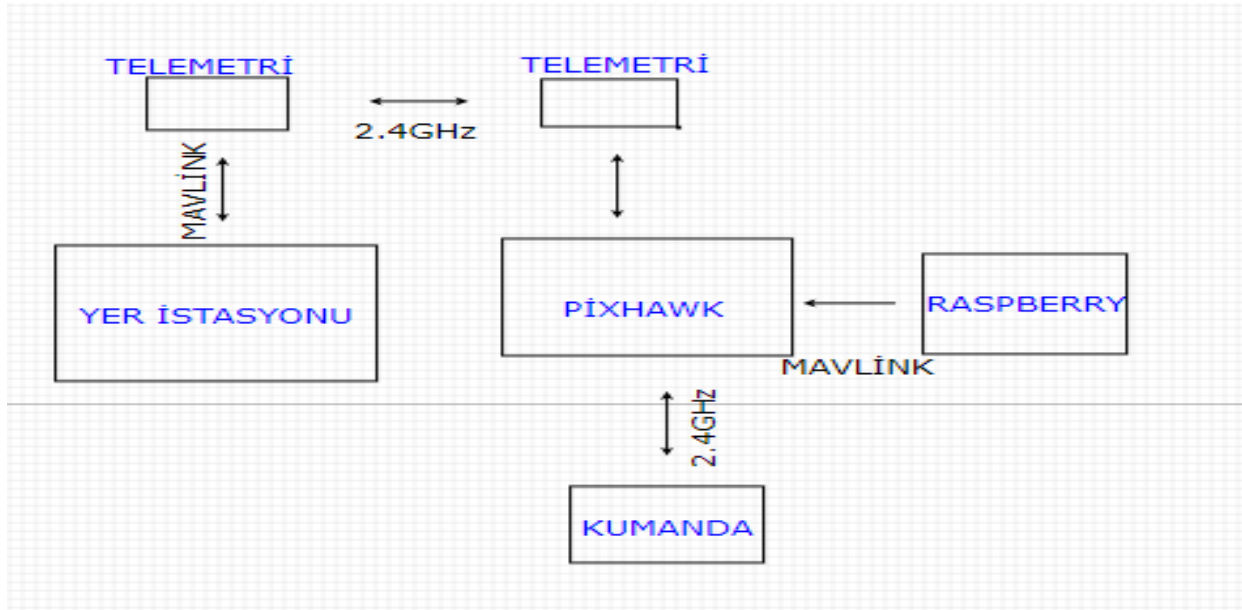 TELEMETRİ
TELEMETRİ
2.4GHz
MAVLİNK
YER İSTASYONU
PİXHAWK
RASPBERRY
MAVLİNK
2.4GHz
KUMANDA